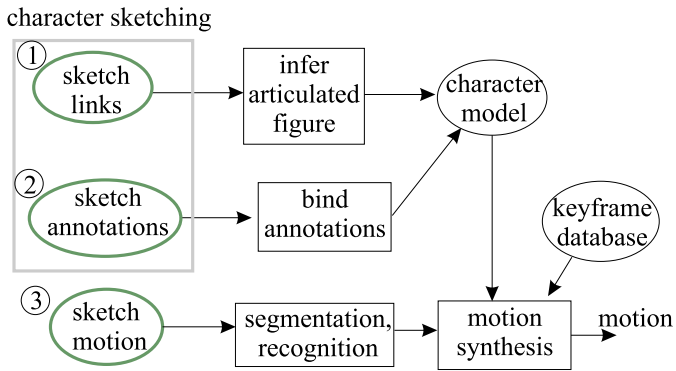 character sketching
1
sketch
links
infer
articulated
figure
character
model
2
sketch
annotations
bind
annotations
keyframe
database
3
sketch
motion
segmentation,
recognition
motion
synthesis
motion